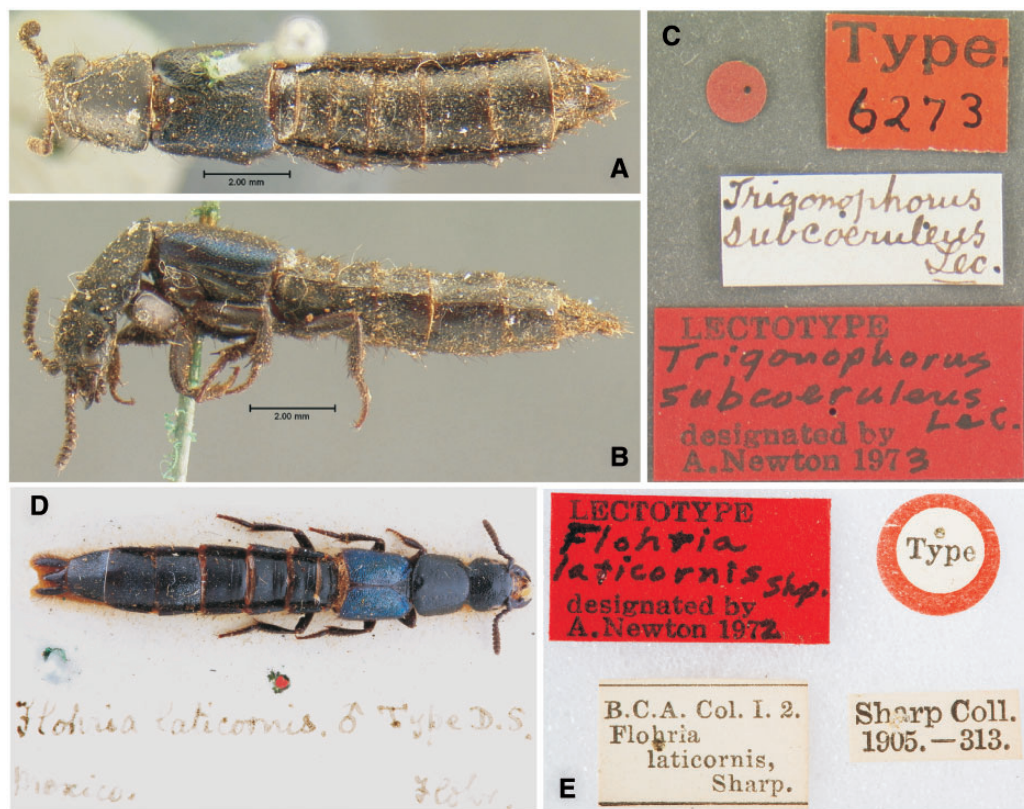 A
2.00 mm
B
2.00 mm
C
Type.
6273
Trigonophorus
subcoeruleus
Lec.
LECTOTYPE
Trigonophorus
subcoeruleus
Lec.
designated by
A. Newton 1973
D
Flohria laticornis. ♂ Type D.S.
Mexico.
Flohr.
E
LECTOTYPE
Flohria
laticornis Shp.
designated by
A. Newton 1972
Type
B.C.A. Col. I. 2.
Flohria
laticornis,
Sharp.
Sharp Coll.
1905.—313.